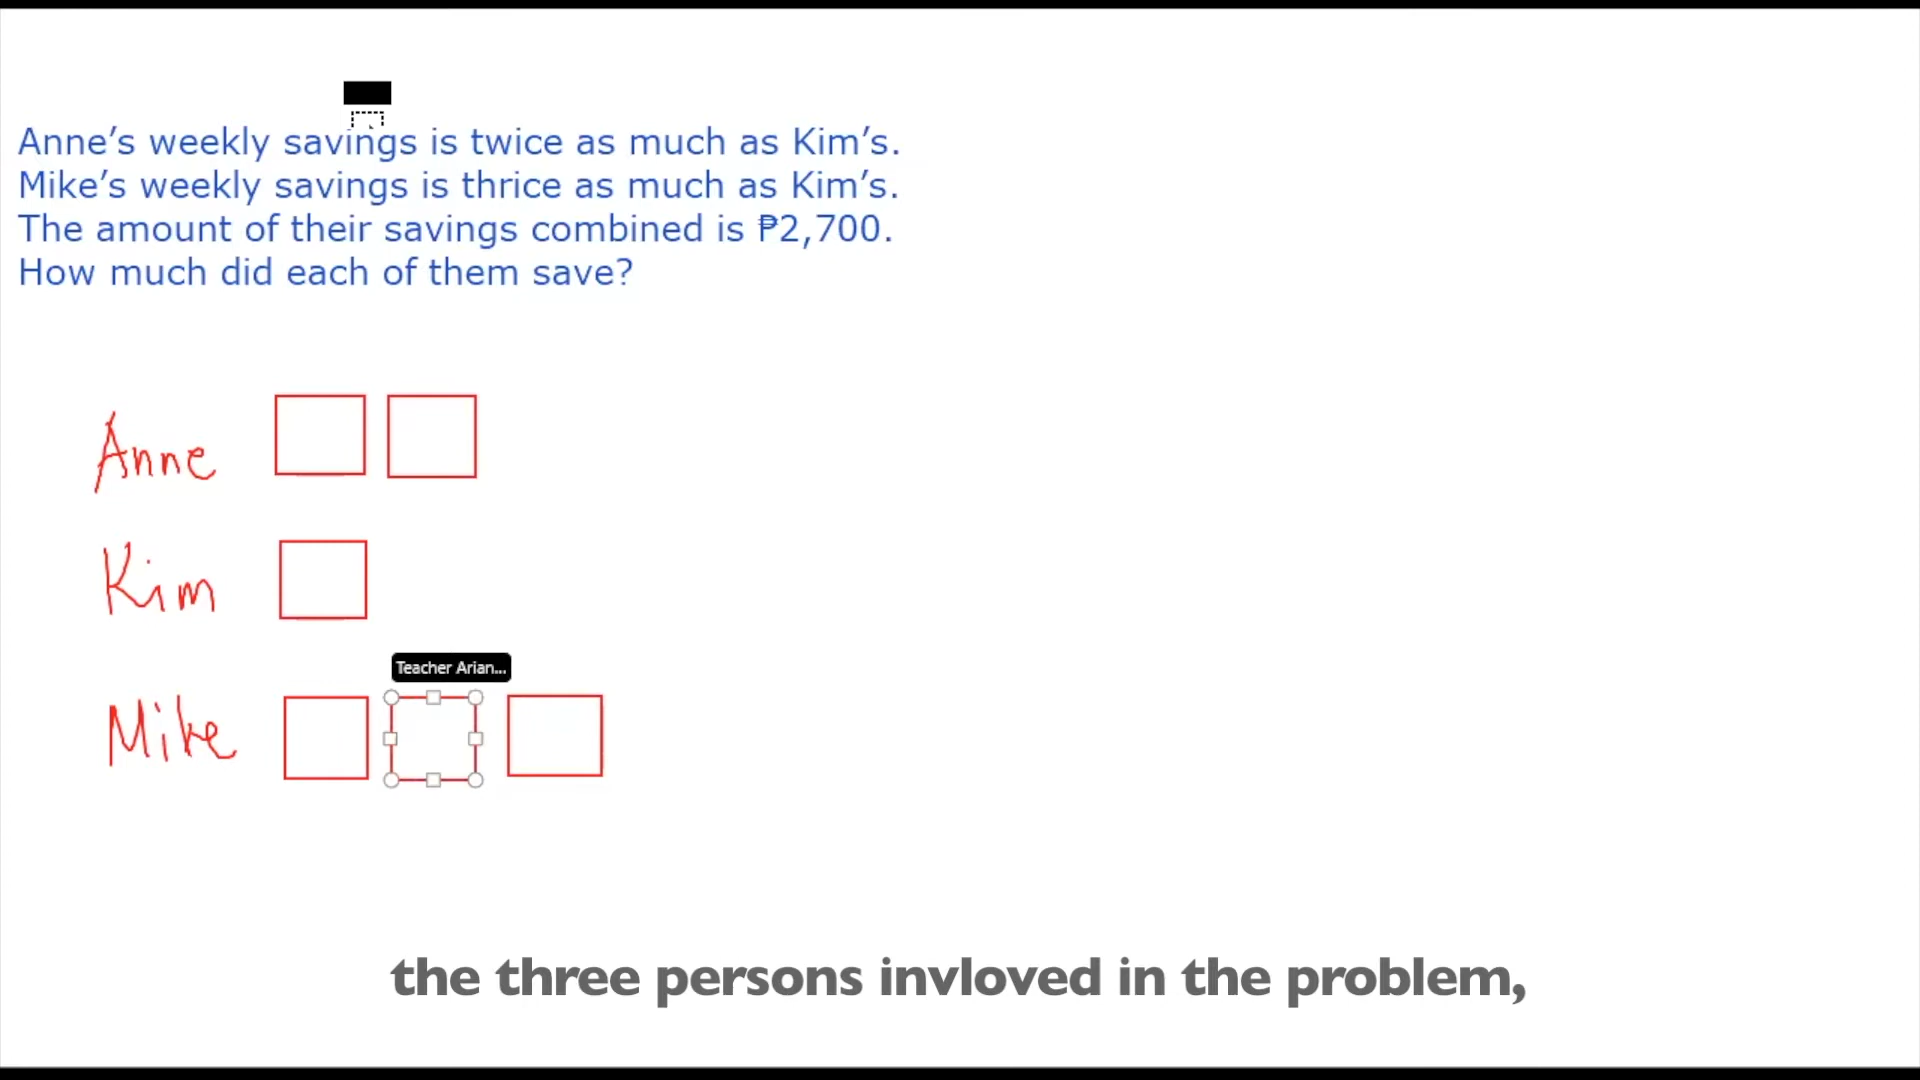 Anne’s weekly savings is twice as much as Kim’s.
Mike’s weekly savings is thrice as much as Kim’s.
The amount of their savings combined is ₱2,700.
How much did each of them save?
Anne
Kim
Teacher Arian...
Mike
the three persons invloved in the problem,